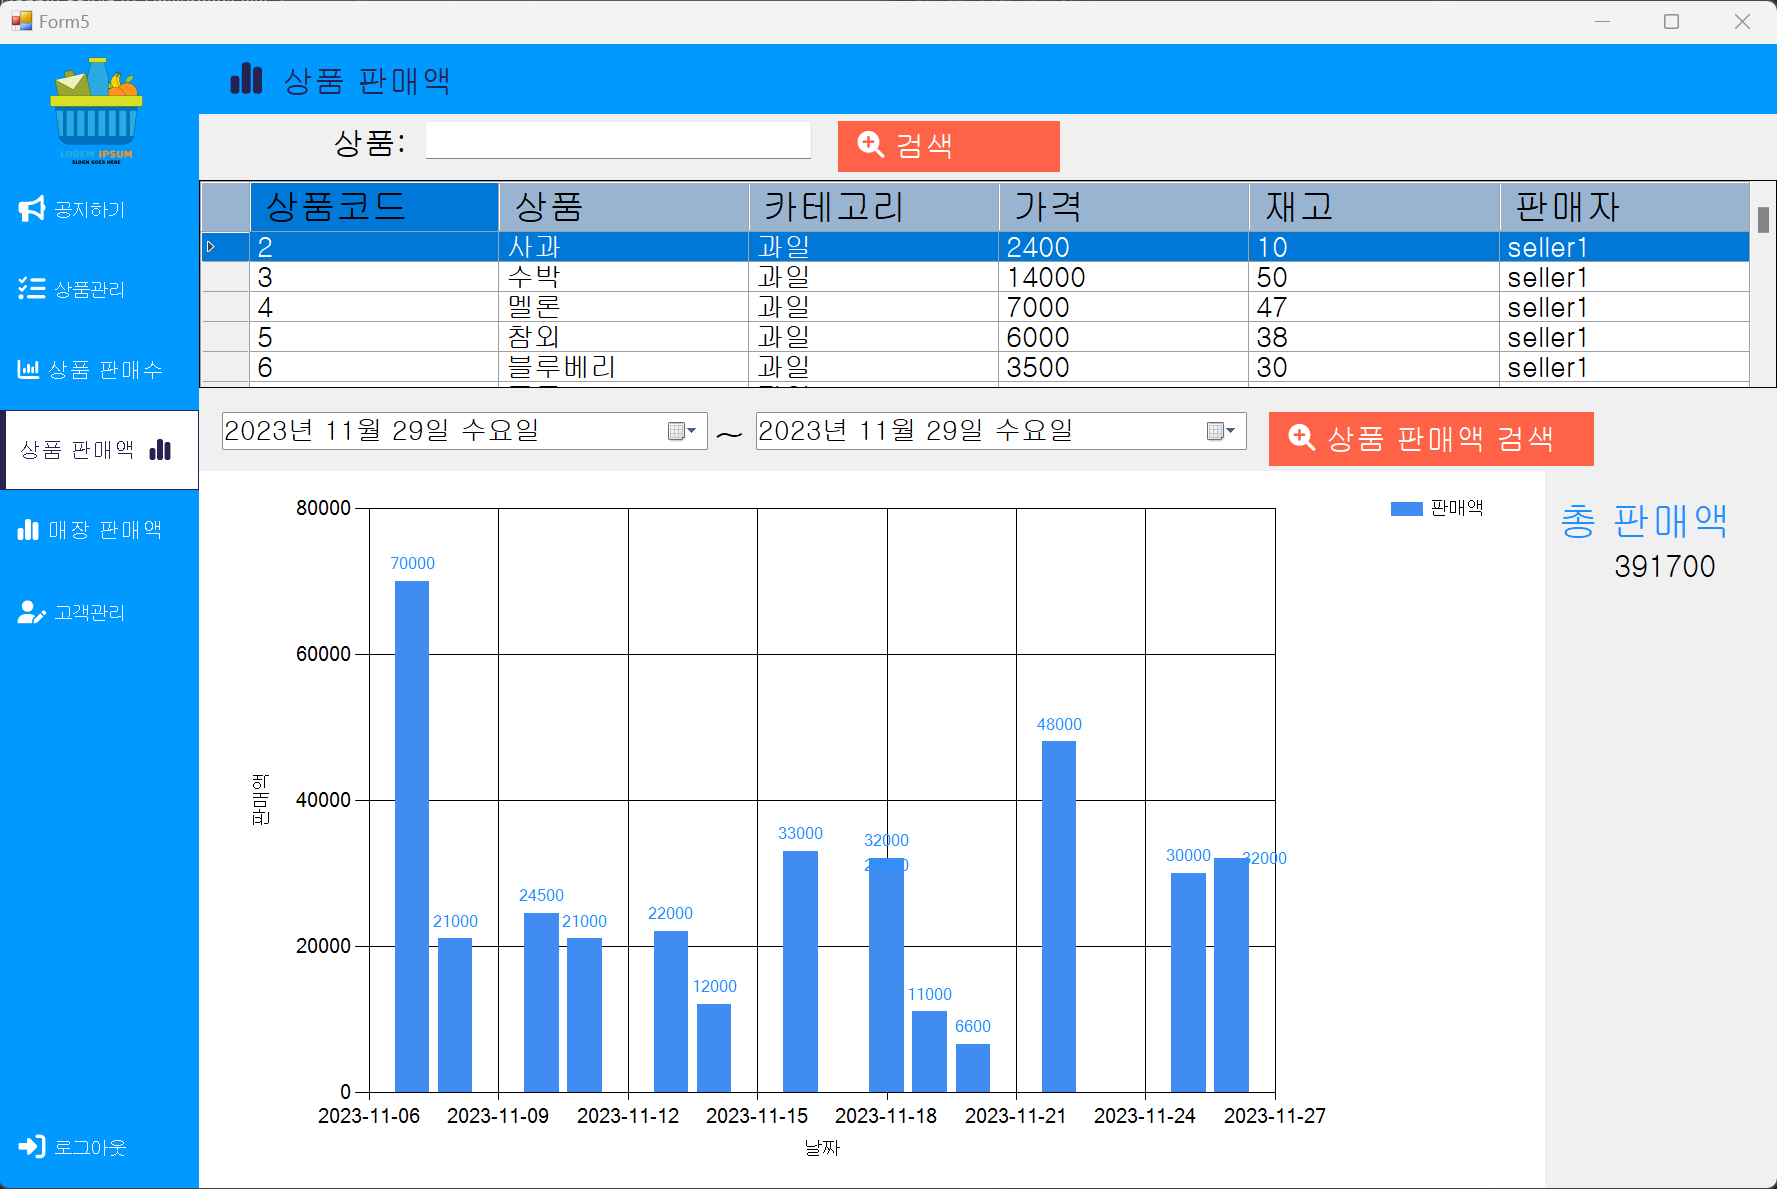 Form5
LOREM IPSUM
SLOGN GOES HERE
공지하기
상품관리
상품 판매수
상품 판매액
매장 판매액
고객관리
로그아웃
상품 판매액
상품:
검색
상품코드 상품 카테고리 가격 재고 판매자
2 사과 과일 2400 10 seller1
3 수박 과일 14000 50 seller1
4 멜론 과일 7000 47 seller1
5 참외 과일 6000 38 seller1
6 블루베리 과일 3500 30 seller1
2023년 11월 29일 수요일 ~ 2023년 11월 29일 수요일 상품 판매액 검색
판매액
총 판매액
391700
판매액
80000
60000
40000
20000
0
70000
21000
24500
21000
22000
12000
33000
32000
11000
6600
48000
30000
32000
2023-11-06 2023-11-09 2023-11-12 2023-11-15 2023-11-18 2023-11-21 2023-11-24 2023-11-27
날짜